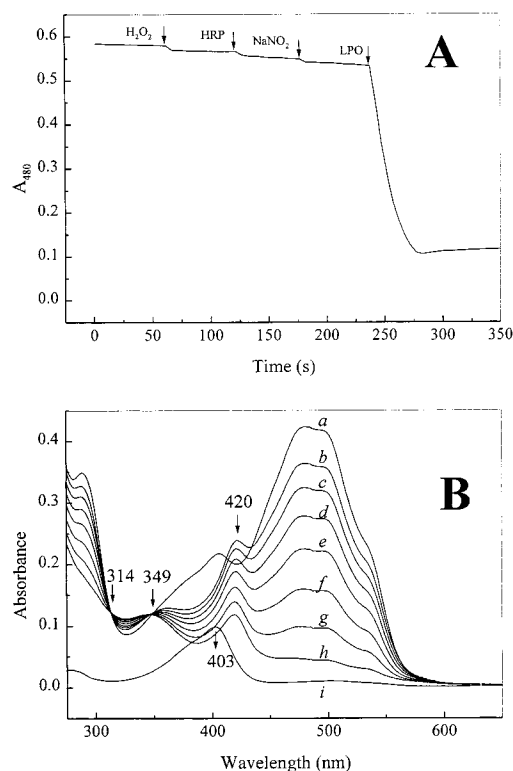 A
H₂O₂
HRP
NaNO₂
LPO
0.6
0.5
0.4
0.3
0.2
0.1
0.0
A₄₈₀
0 50 100 150 200 250 300 350
Time (s)
B
a
b
c
d
e
f
g
h
i
420
314
349
403
0.4
0.3
0.2
0.1
0.0
Absorbance
300 400 500 600
Wavelength (nm)